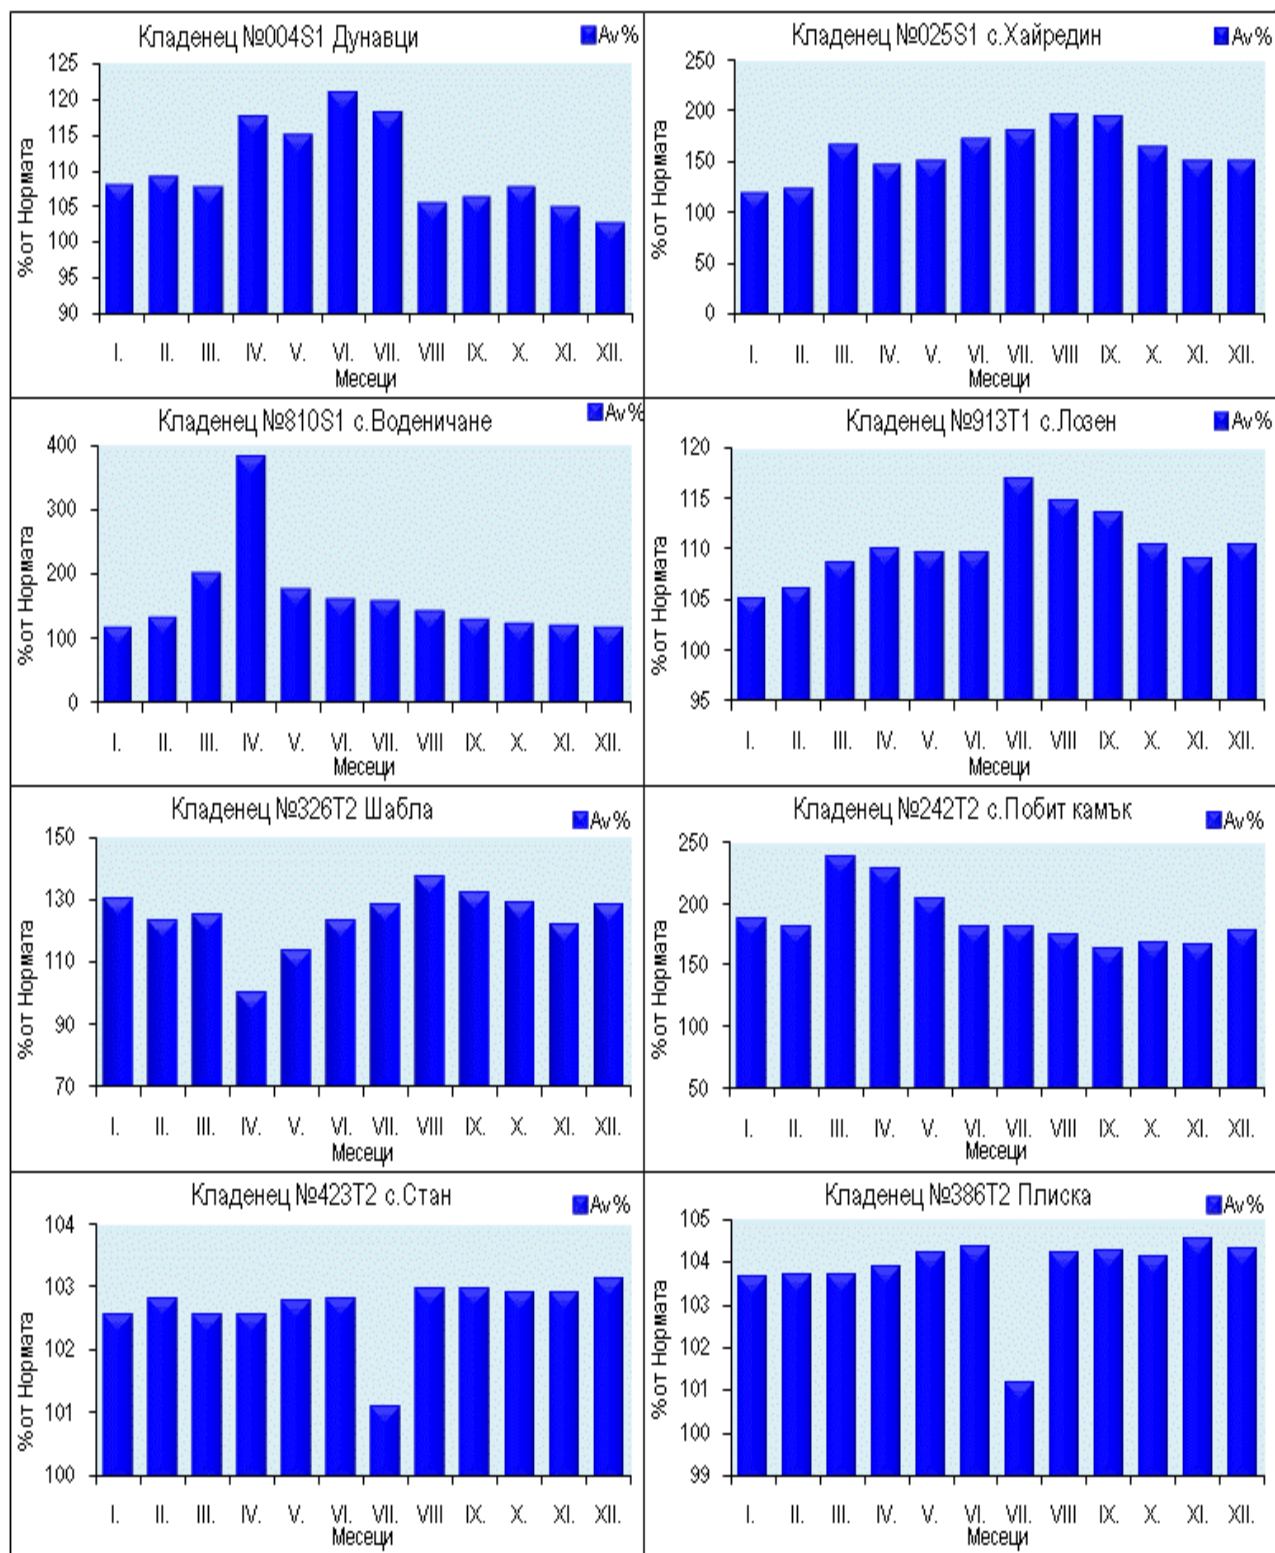 Кладенец №004S1 Дунавци
Av%
%от Нормата
125
120
115
110
105
100
95
90
I. II. III. IV. V. VI. VII. VIII IX. X. XI. XII.
Месеци
Кладенец №025S1 с.Хайредин
Av%
%от Нормата
250
200
150
100
50
0
I. II. III. IV. V. VI. VII. VIII IX. X. XI. XII.
Месеци
Кладенец №810S1 с.Воденичане
Av%
%от Нормата
400
300
200
100
0
I. II. III. IV. V. VI. VII. VIII IX. X. XI. XII.
Месеци
Кладенец №913Т1 с.Лозен
Av%
%от Нормата
120
115
110
105
100
95
I. II. III. IV. V. VI. VII. VIII IX. X. XI. XII.
Месеци
Кладенец №326Т2 Шабла
Av%
%от Нормата
150
130
110
90
70
I. II. III. IV. V. VI. VII. VIII IX. X. XI. XII.
Месеци
Кладенец №242Т2 с.Побит камък
Av%
%от Нормата
250
200
150
100
50
I. II. III. IV. V. VI. VII. VIII IX. X. XI. XII.
Месеци
Кладенец №423Т2 с.Стан
Av%
%от Нормата
104
103
102
101
100
I. II. III. IV. V. VI. VII. VIII IX. X. XI. XII.
Месеци
Кладенец №386Т2 Плиска
Av%
%от Нормата
105
104
103
102
101
100
99
I. II. III. IV. V. VI. VII. VIII IX. X. XI. XII.
Месеци